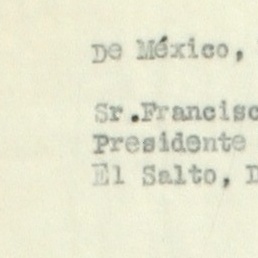 De México,
Sr.Francisc
Presidente
El Salto, D